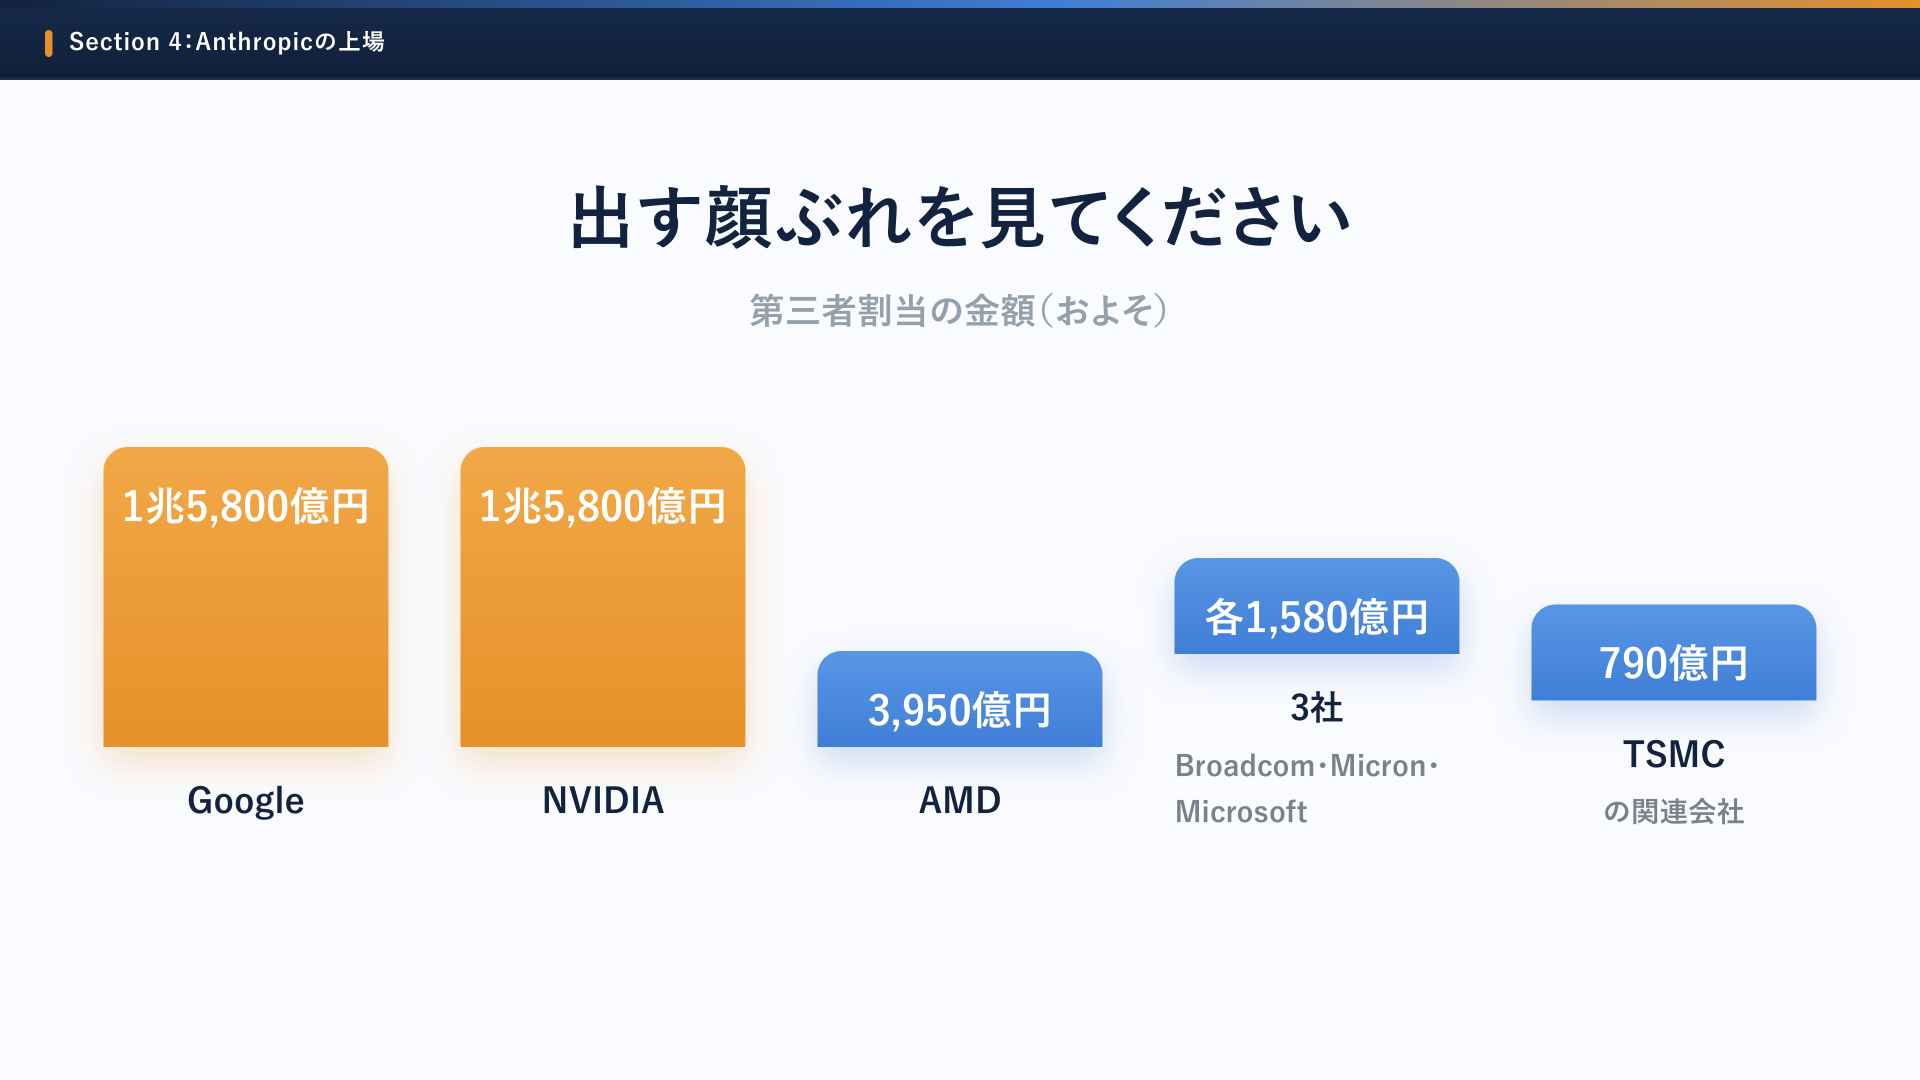 Section 4：Anthropicの上場
出す顔ぶれを見てください
第三者割当の金額（およそ）
1兆5,800億円
Google
1兆5,800億円
NVIDIA
3,950億円
AMD
各1,580億円
3社
Broadcom・Micron・
Microsoft
790億円
TSMC
の関連会社